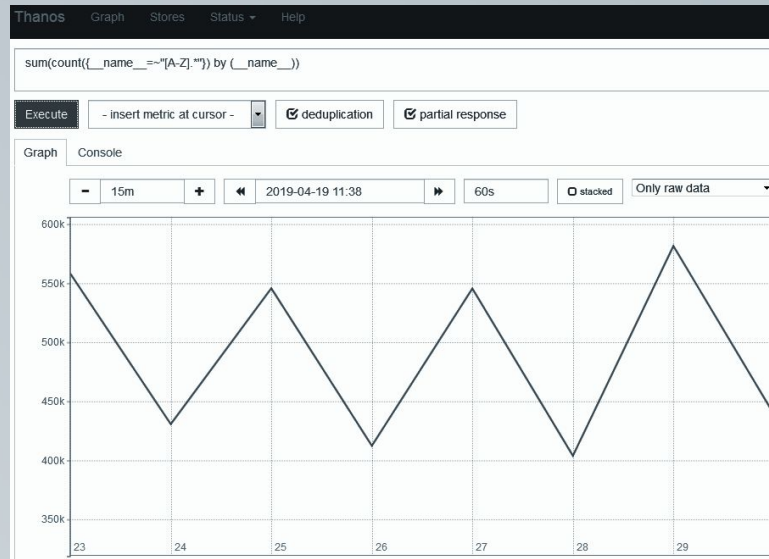 Thanos Graph Stores Status Help
sum(count({__name__=~"[A-Z].*"}) by (__name__))
Execute - insert metric at cursor - deduplication partial response
Graph Console
- 15m + 2019-04-19 11:38 60s stacked Only raw data
600k
550k
500k
450k
400k
350k
23 24 25 26 27 28 29